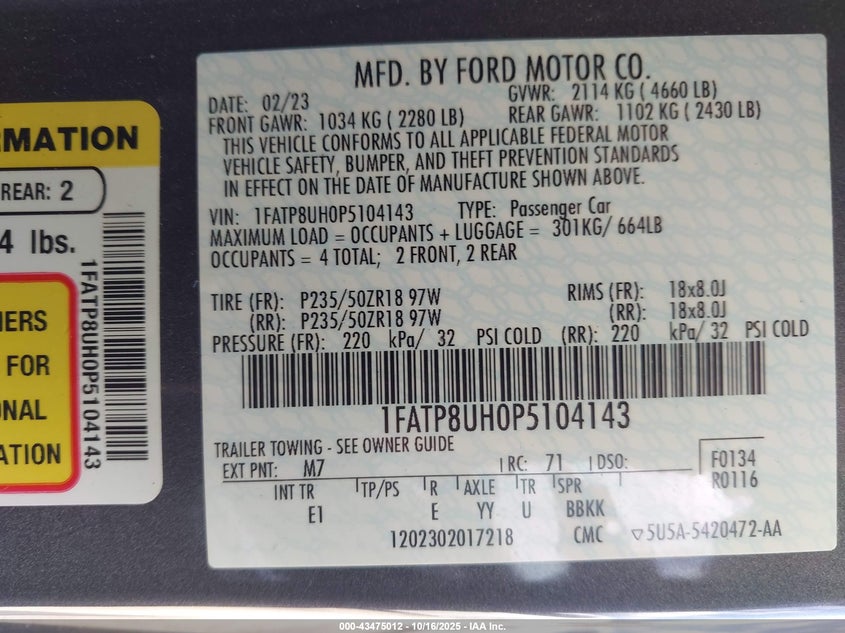 RMATION
REAR: 2
4 lbs.
1FATP8UH0P5104143
IERS
FOR
ONAL
ATION
MFD. BY FORD MOTOR CO.
DATE: 02/23 GVWR: 2114 KG ( 4660 LB)
FRONT GAWR: 1034 KG ( 2280 LB) REAR GAWR: 1102 KG ( 2430 LB)
THIS VEHICLE CONFORMS TO ALL APPLICABLE FEDERAL MOTOR
VEHICLE SAFETY, BUMPER, AND THEFT PREVENTION STANDARDS
IN EFFECT ON THE DATE OF MANUFACTURE SHOWN ABOVE.
VIN: 1FATP8UH0P5104143 TYPE: Passenger Car
MAXIMUM LOAD = OCCUPANTS + LUGGAGE = 301KG/ 664LB
OCCUPANTS = 4 TOTAL; 2 FRONT, 2 REAR
TIRE (FR): P235/50ZR18 97W RIMS (FR): 18x8.0J
(RR): P235/50ZR18 97W (RR): 18x8.0J
PRESSURE (FR): 220 kPa/ 32 PSI COLD (RR): 220 kPa/ 32 PSI COLD
1FATP8UH0P5104143
TRAILER TOWING - SEE OWNER GUIDE
EXT PNT: M7 RC: 71 DSO: F0134
R0116
INT TR TP/PS R AXLE TR SPR
E1 E YY U BBKK
1202302017218 CMC ▽5U5A-5420472-AA
000-43475012 - 10/16/2025 - IAA Inc.